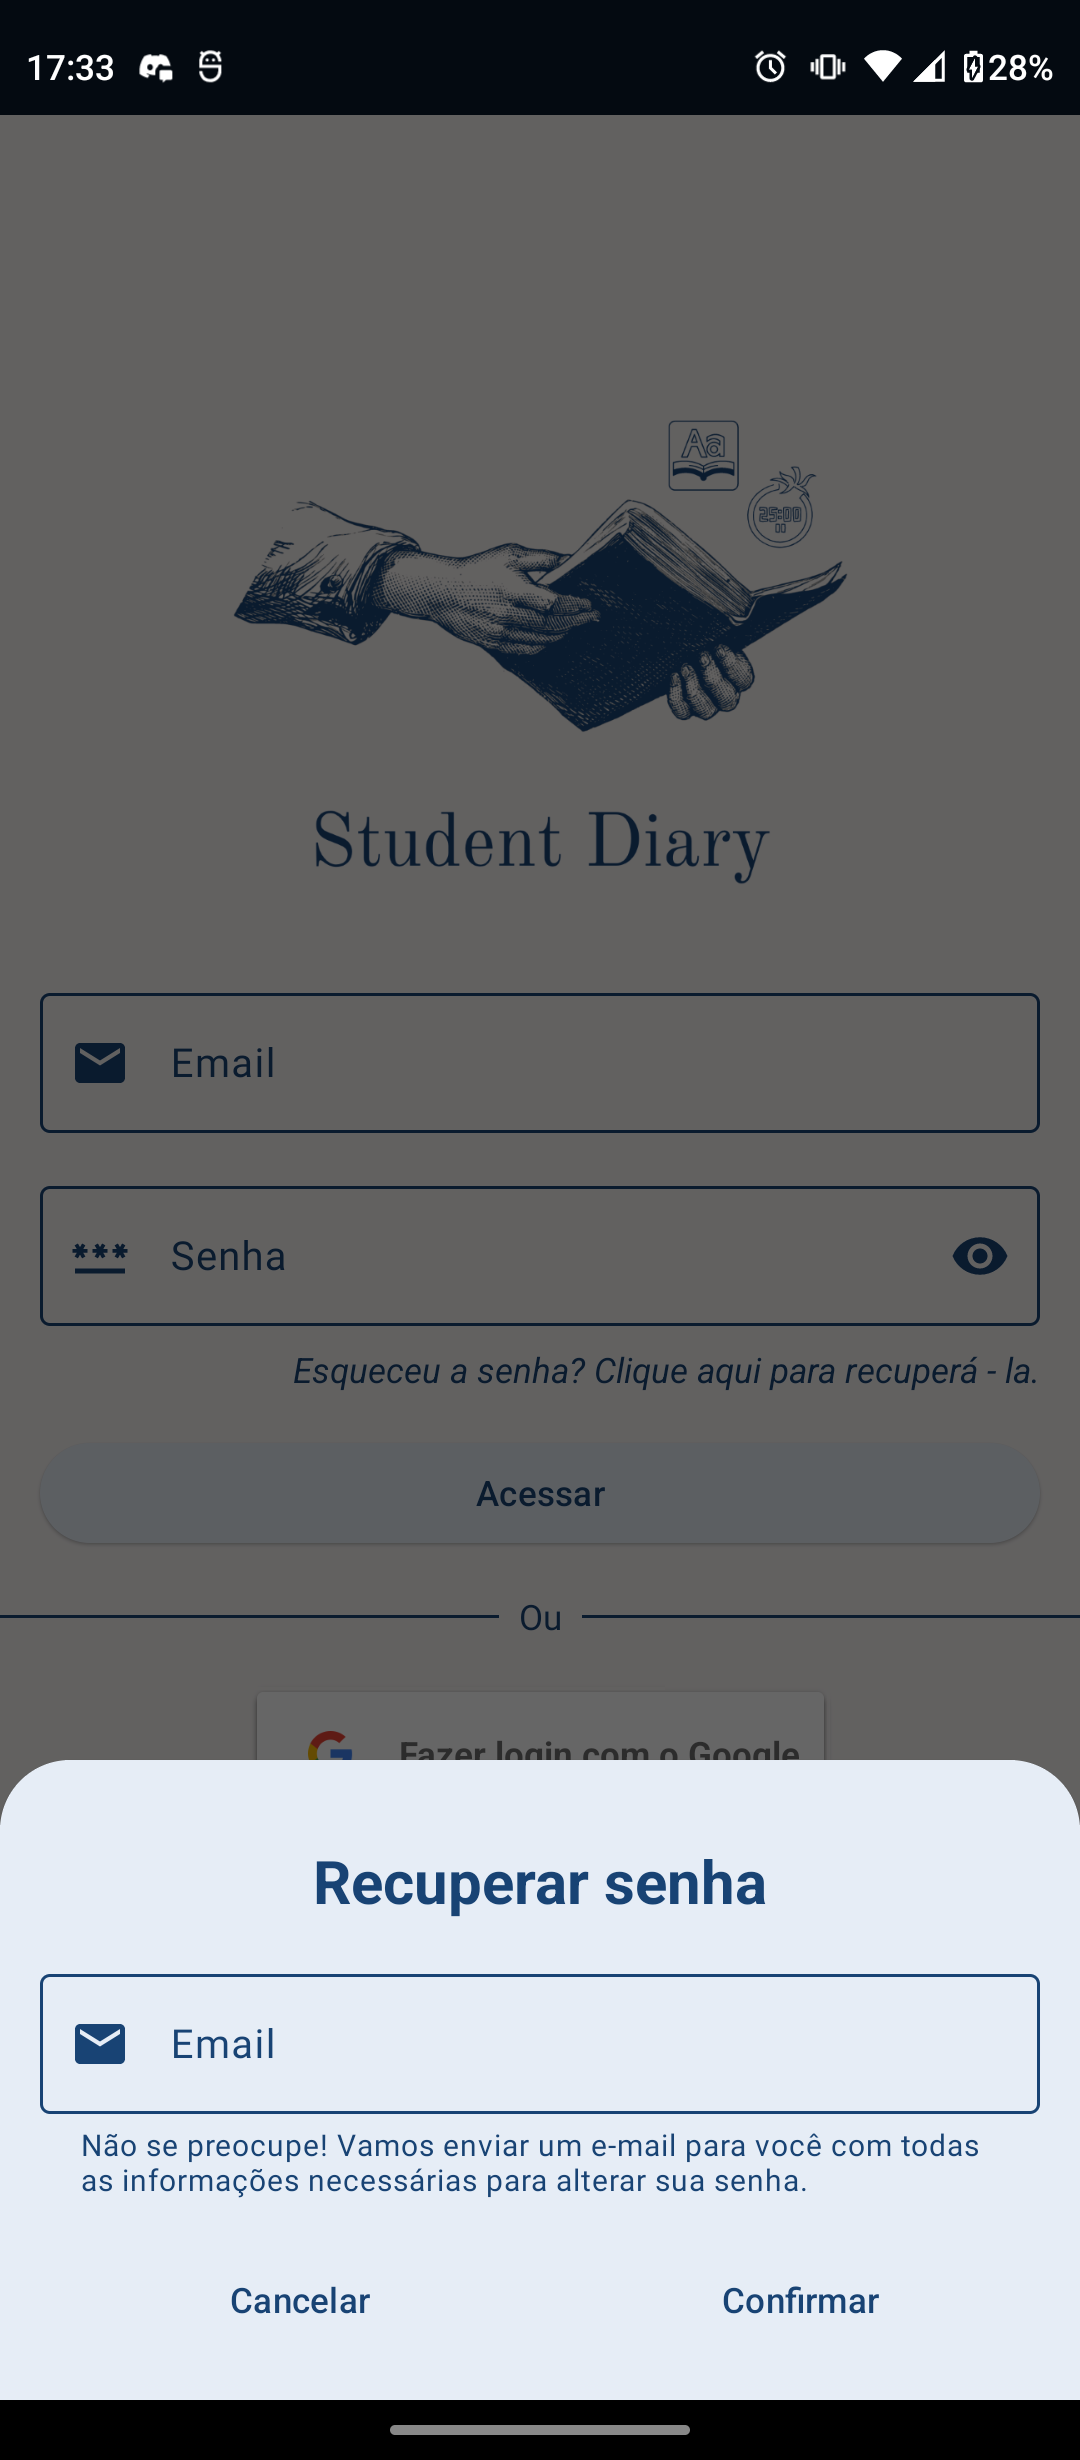 17:33
28%
Aa
25:00
Student Diary
Email
Senha
Esqueceu a senha? Clique aqui para recuperá - la.
Acessar
Ou
Fazer login com o Google
Recuperar senha
Email
Não se preocupe! Vamos enviar um e-mail para você com todas
as informações necessárias para alterar sua senha.
Cancelar
Confirmar